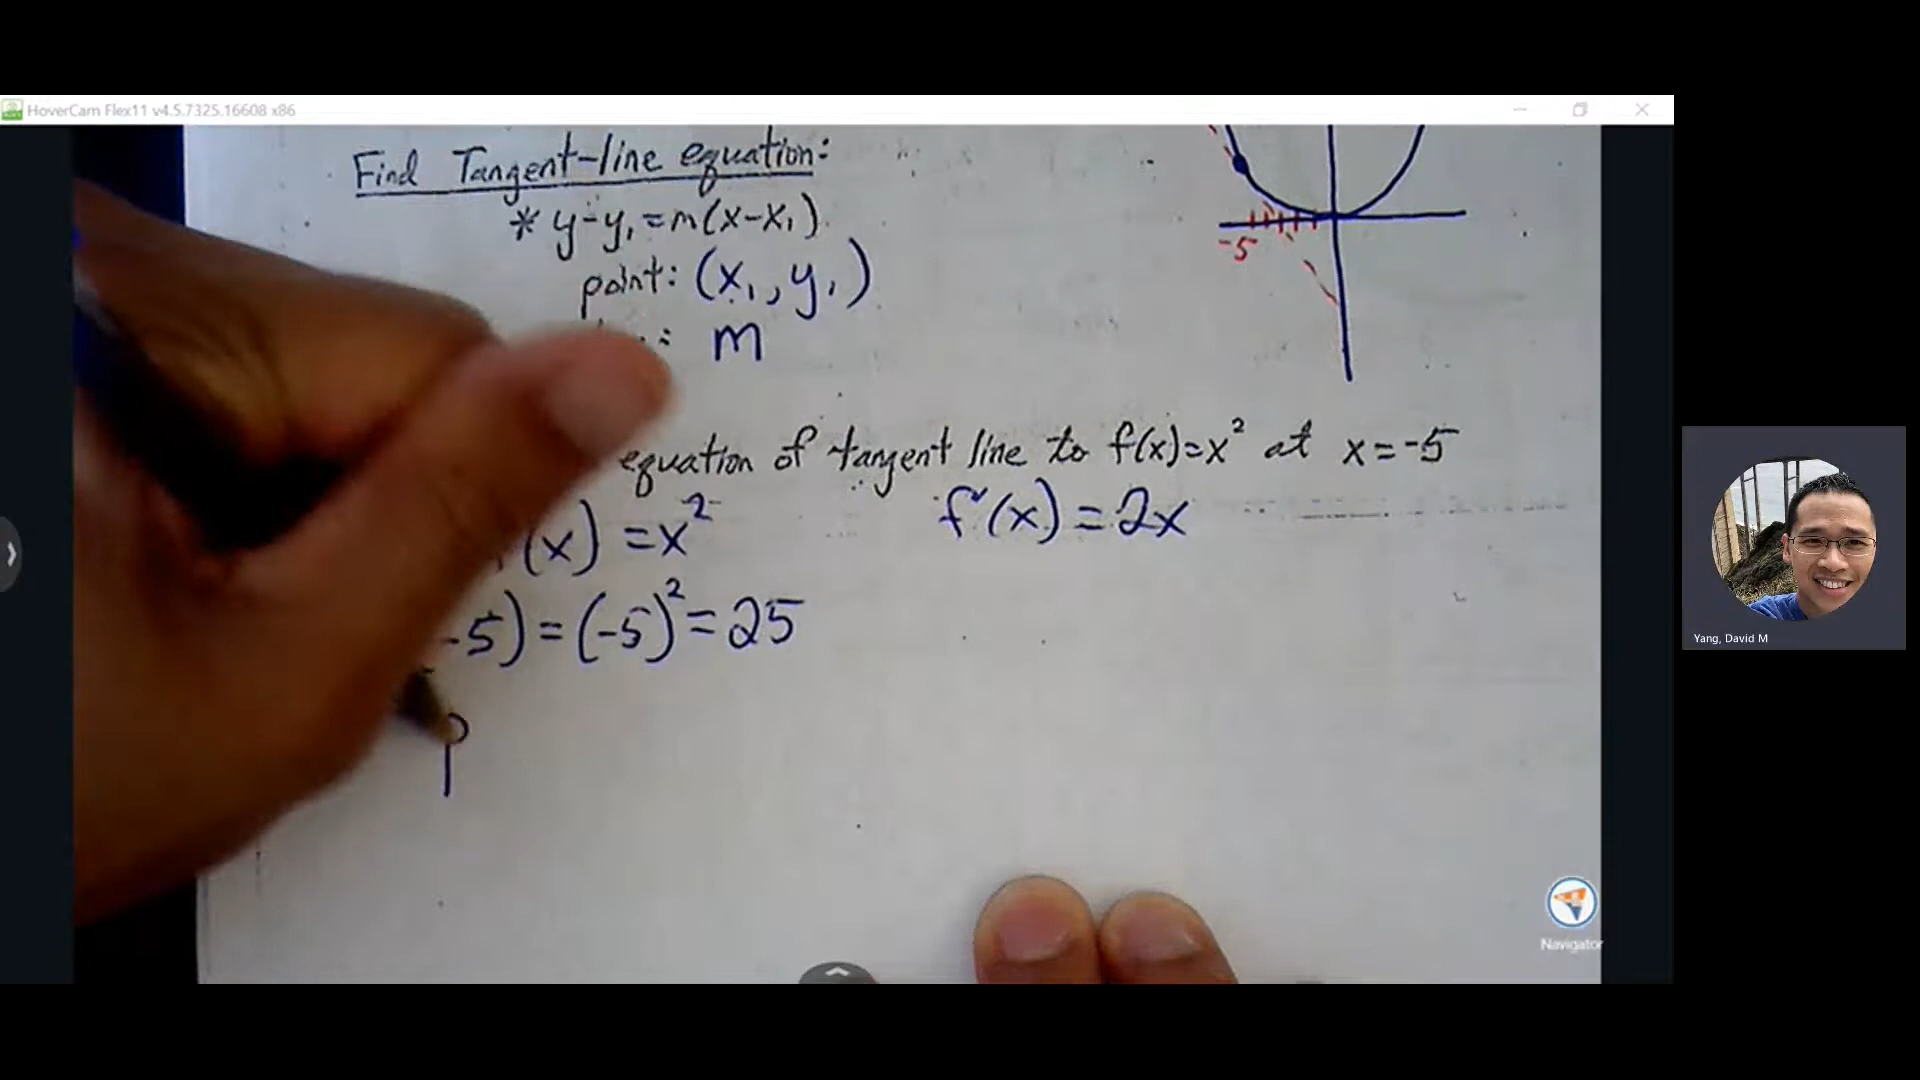 HoverCam Flex11 v4.5.7325.16608 x86
Find Tangent-line equation:
* y-y₁=m(x-x₁)
point: (x₁,y₁)
: m
-5
equation of tangent line to f(x)=x² at x=-5
(x) =x²
f'(x)=2x
-5)=(-5)²=25
P
Navigator
Yang, David M